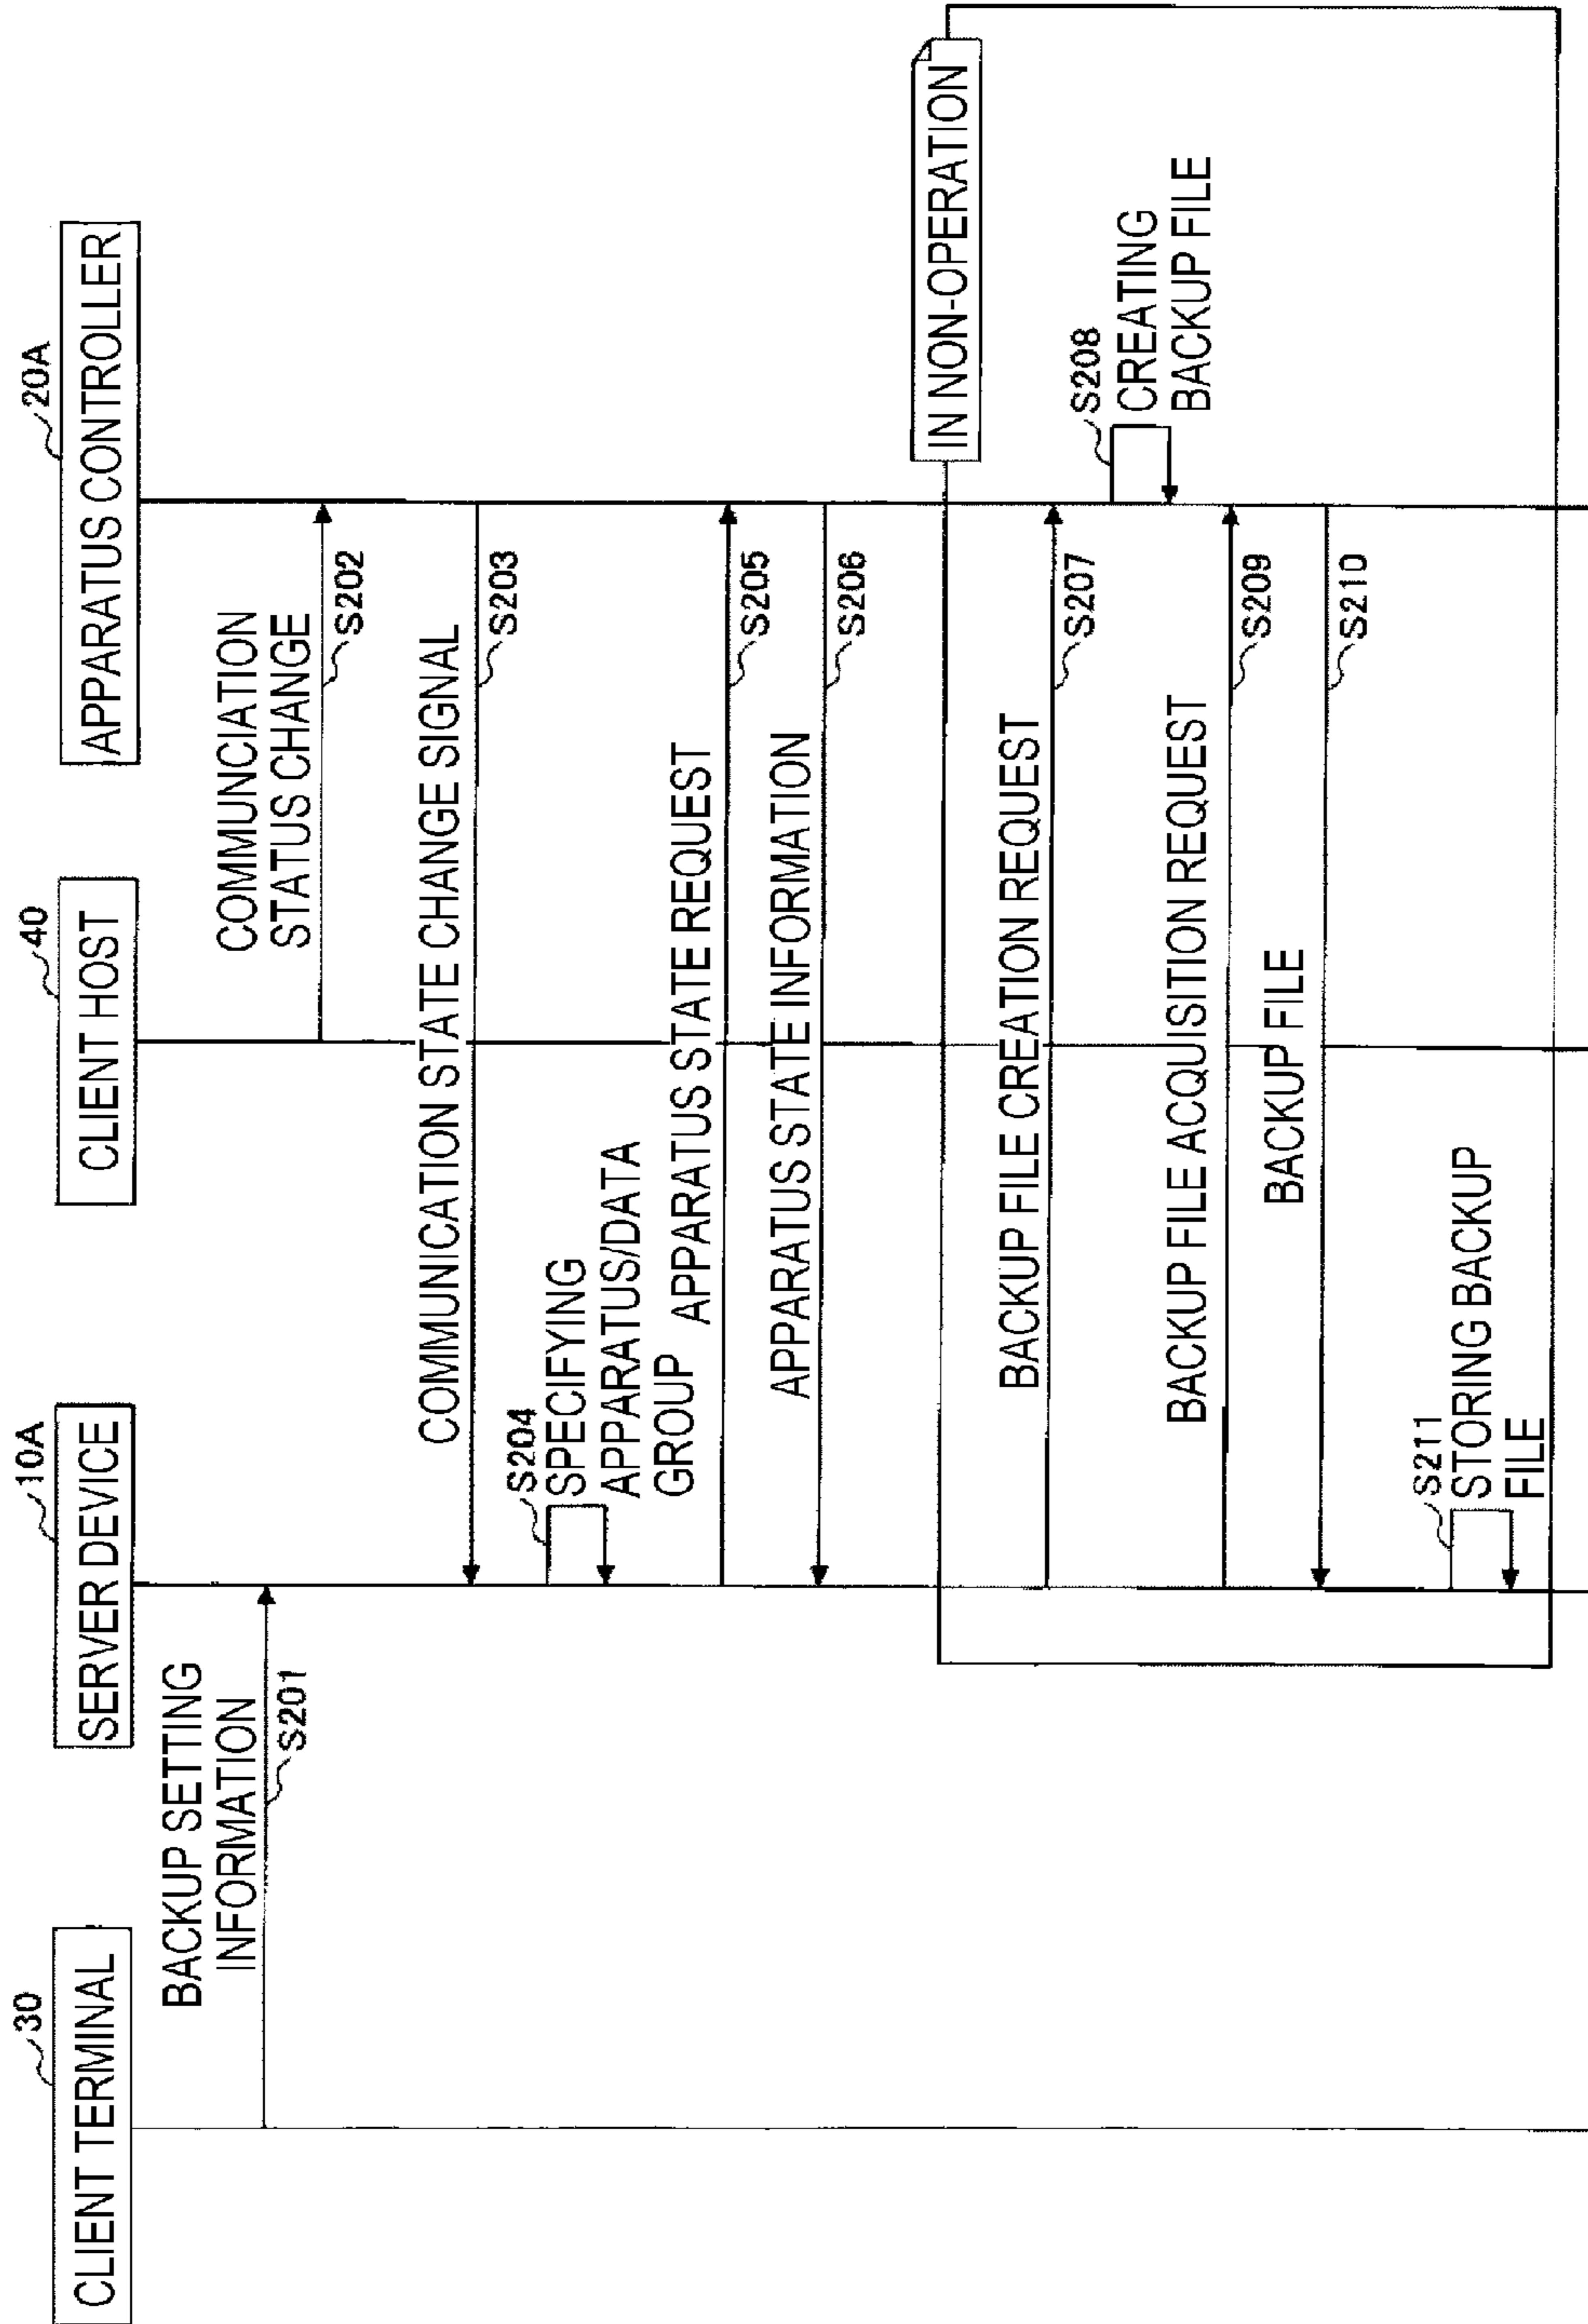 30
CLIENT TERMINAL
10A
SERVER DEVICE
40
CLIENT HOST
20A
APPARATUS CONTROLLER
BACKUP SETTING
INFORMATION
S201
COMMUNCIATION
STATUS CHANGE
S202
COMMUNICATION STATE CHANGE SIGNAL
S203
S204
SPECIFYING
APPARATUS/DATA
GROUP
APPARATUS STATE REQUEST
S205
APPARATUS STATE INFORMATION
S206
IN NON-OPERATION
BACKUP FILE CREATION REQUEST
S207
S208
CREATING
BACKUP FILE
BACKUP FILE ACQUISITION REQUEST
S209
BACKUP FILE
S210
S211
STORING BACKUP
FILE